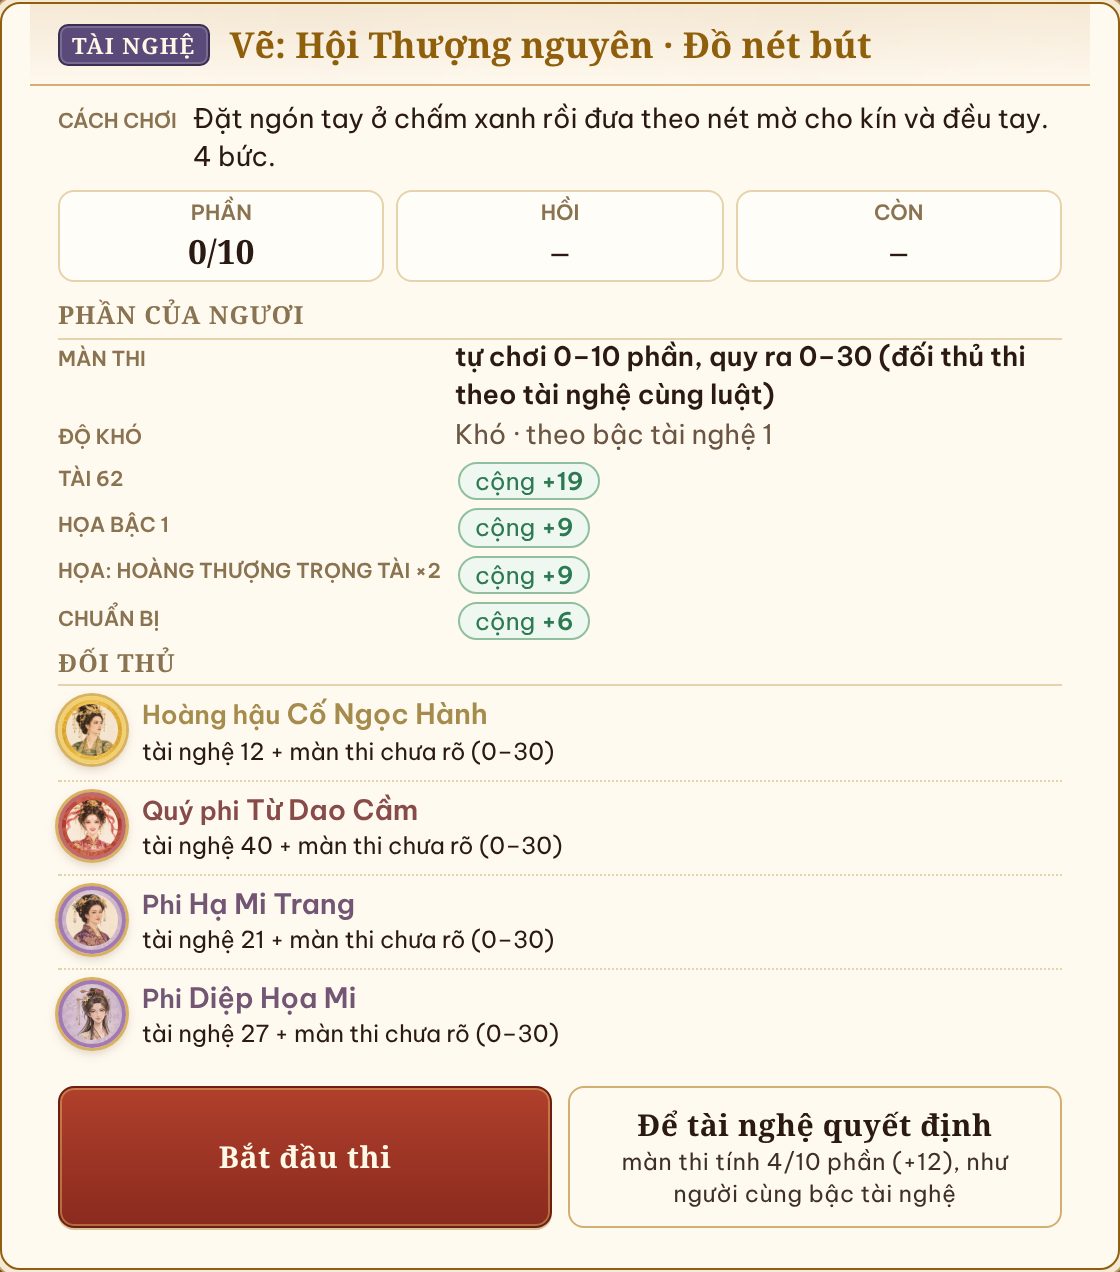 TÀI NGHỆ Vẽ: Hội Thượng nguyên · Đồ nét bút
CÁCH CHƠI Đặt ngón tay ở chấm xanh rồi đưa theo nét mờ cho kín và đều tay.
4 bức.
PHẦN HỒI CÒN
0/10 – –
PHẦN CỦA NGƯƠI
MÀN THI tự chơi 0–10 phần, quy ra 0–30 (đối thủ thi
theo tài nghệ cùng luật)
ĐỘ KHÓ Khó · theo bậc tài nghệ 1
TÀI 62 cộng +19
HỌA BẬC 1 cộng +9
HỌA: HOÀNG THƯỢNG TRỌNG TÀI ×2 cộng +9
CHUẨN BỊ cộng +6
ĐỐI THỦ
Hoàng hậu Cố Ngọc Hành
tài nghệ 12 + màn thi chưa rõ (0–30)
Quý phi Từ Dao Cầm
tài nghệ 40 + màn thi chưa rõ (0–30)
Phi Hạ Mi Trang
tài nghệ 21 + màn thi chưa rõ (0–30)
Phi Diệp Họa Mi
tài nghệ 27 + màn thi chưa rõ (0–30)
Bắt đầu thi
Để tài nghệ quyết định
màn thi tính 4/10 phần (+12), như
người cùng bậc tài nghệ